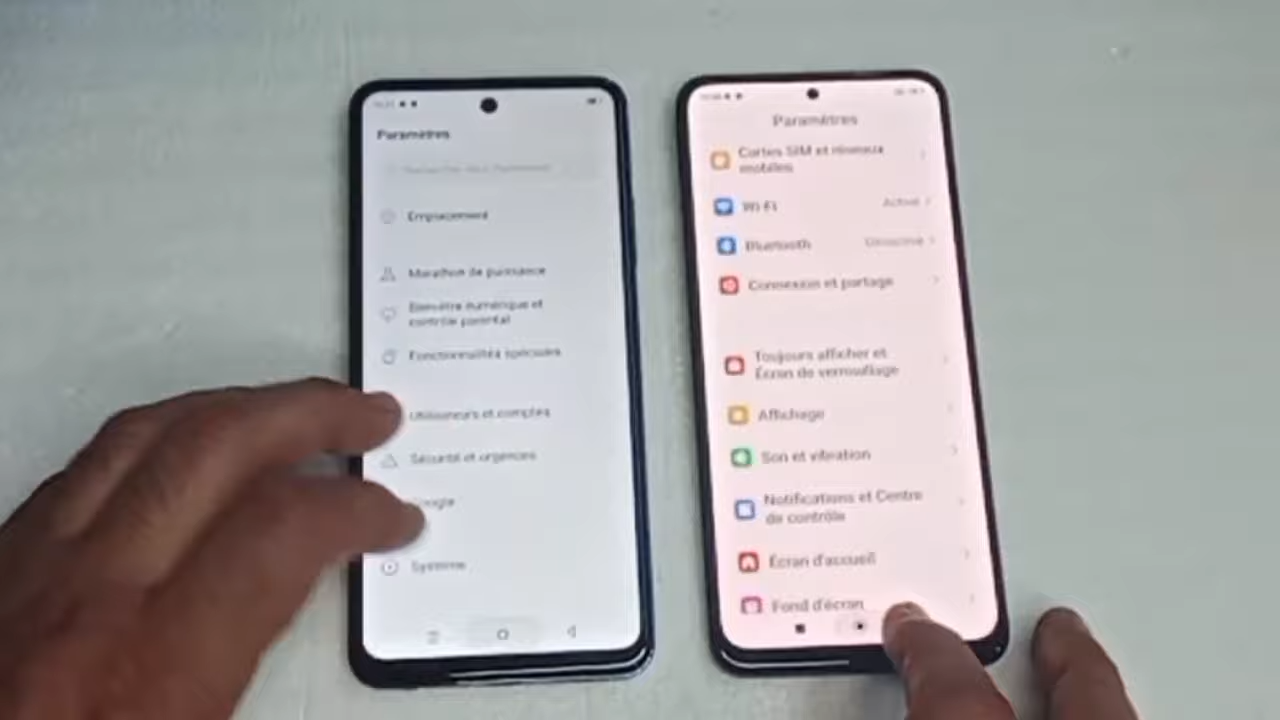 Paramètres
Emplacement
Marathon de puissance
Bien-être numérique et
contrôle parental
Fonctionnalités spéciales
Utilisateurs et comptes
Sécurité et urgences
Google
Système
Paramètres
Cartes SIM et réseaux
mobiles
Wi-Fi
Activé
Bluetooth
Désactivé
Connexion et partage
Toujours afficher et
Écran de verrouillage
Affichage
Son et vibration
Notifications et Centre
de contrôle
Écran d'accueil
Fond d'écran